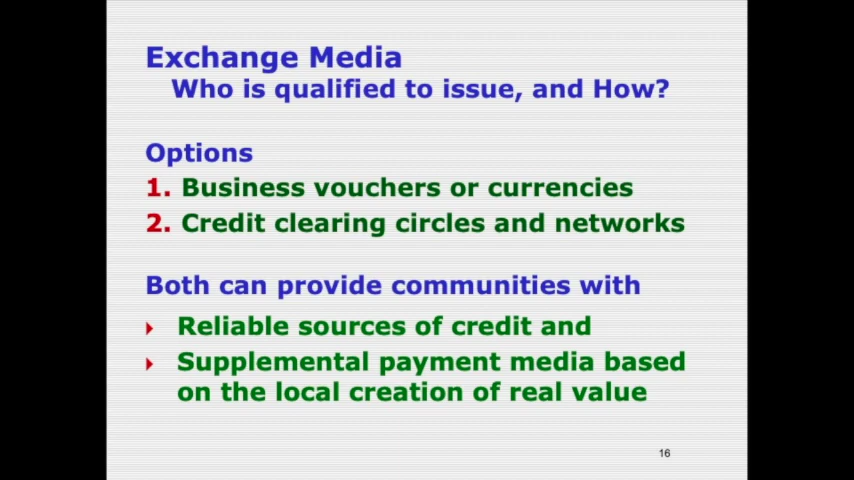 Exchange Media
Who is qualified to issue, and How?
Options
1. Business vouchers or currencies
2. Credit clearing circles and networks
Both can provide communities with
Reliable sources of credit and
Supplemental payment media based
on the local creation of real value
16